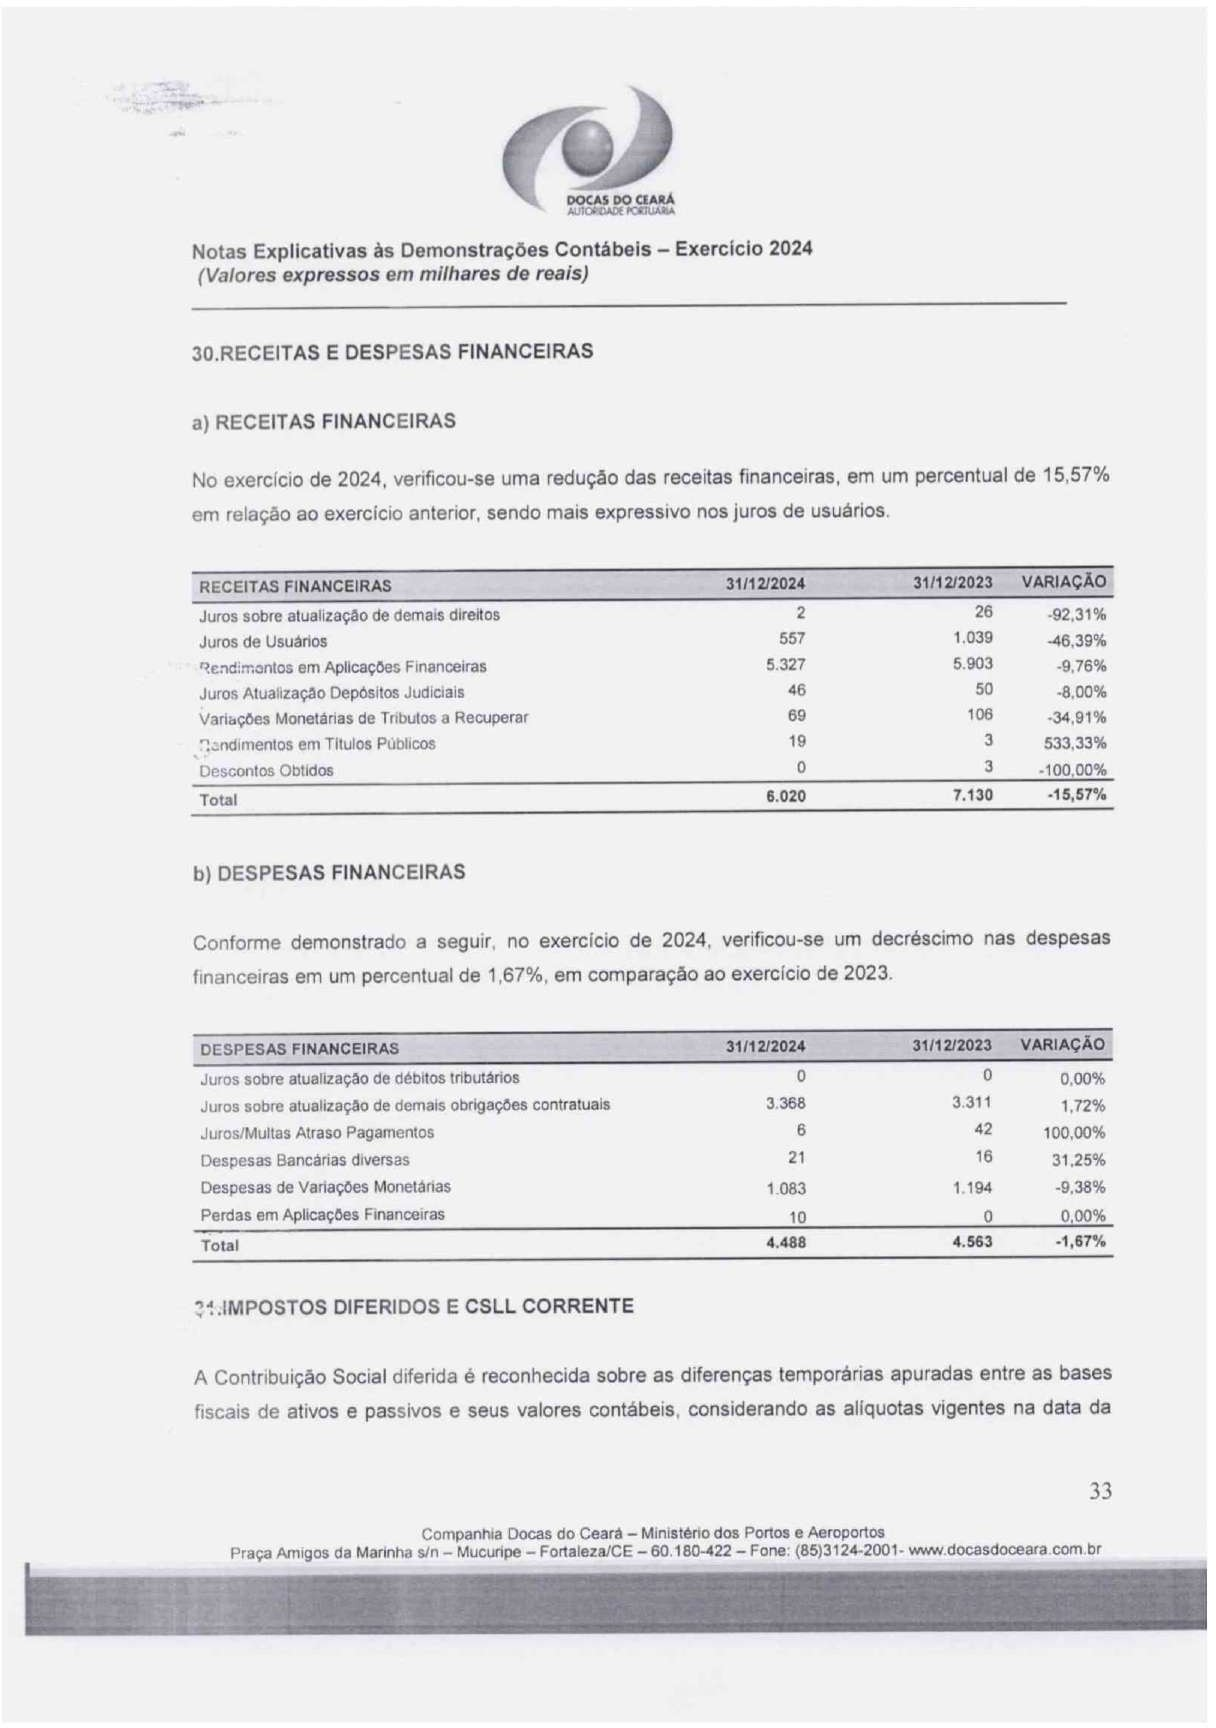 DOCAS DO CEARÁ
AUTORIDADE PORTUÁRIA
Notas Explicativas às Demonstrações Contábeis – Exercício 2024
(Valores expressos em milhares de reais)
30.RECEITAS E DESPESAS FINANCEIRAS
a) RECEITAS FINANCEIRAS
No exercício de 2024, verificou-se uma redução das receitas financeiras, em um percentual de 15,57%
em relação ao exercício anterior, sendo mais expressivo nos juros de usuários.
RECEITAS FINANCEIRAS 31/12/2024 31/12/2023 VARIAÇÃO
Juros sobre atualização de demais direitos 2 26 -92,31%
Juros de Usuários 557 1.039 -46,39%
Rendimentos em Aplicações Financeiras 5.327 5.903 -9,76%
Juros Atualização Depósitos Judiciais 46 50 -8,00%
Variações Monetárias de Tributos a Recuperar 69 106 -34,91%
Rendimentos em Títulos Públicos 19 3 533,33%
Descontos Obtidos 0 3 -100,00%
Total 6.020 7.130 -15,57%
b) DESPESAS FINANCEIRAS
Conforme demonstrado a seguir, no exercício de 2024, verificou-se um decréscimo nas despesas
financeiras em um percentual de 1,67%, em comparação ao exercício de 2023.
DESPESAS FINANCEIRAS 31/12/2024 31/12/2023 VARIAÇÃO
Juros sobre atualização de débitos tributários 0 0 0,00%
Juros sobre atualização de demais obrigações contratuais 3.368 3.311 1,72%
Juros/Multas Atraso Pagamentos 6 42 100,00%
Despesas Bancárias diversas 21 16 31,25%
Despesas de Variações Monetárias 1.083 1.194 -9,38%
Perdas em Aplicações Financeiras 10 0 0,00%
Total 4.488 4.563 -1,67%
31.IMPOSTOS DIFERIDOS E CSLL CORRENTE
A Contribuição Social diferida é reconhecida sobre as diferenças temporárias apuradas entre as bases
fiscais de ativos e passivos e seus valores contábeis, considerando as alíquotas vigentes na data da
33
Companhia Docas do Ceará – Ministério dos Portos e Aeroportos
Praça Amigos da Marinha s/n – Mucuripe – Fortaleza/CE – 60.180-422 – Fone: (85)3124-2001- www.docasdoceara.com.br